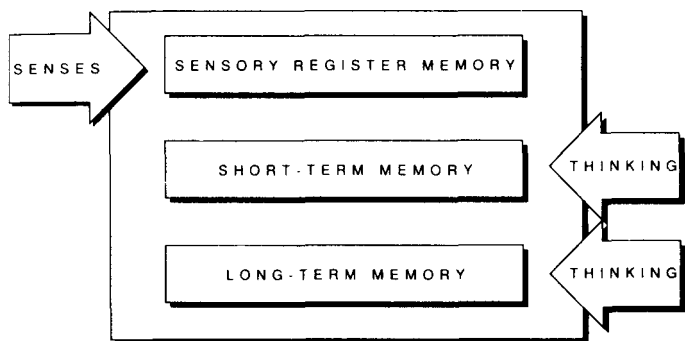 SENSES
SENSORY REGISTER MEMORY
SHORT-TERM MEMORY
THINKING
LONG-TERM MEMORY
THINKING